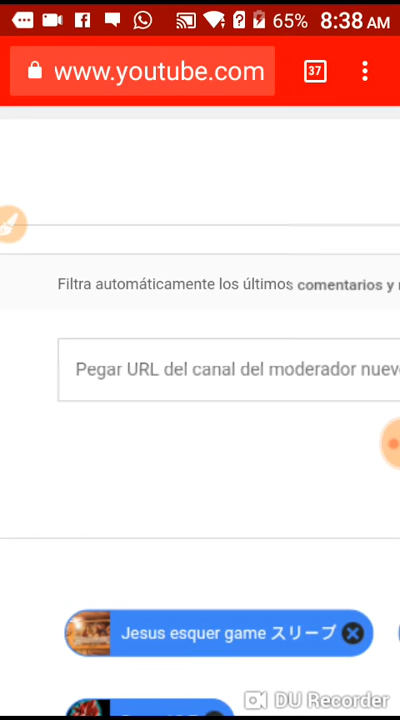 65% 8:38 AM
www.youtube.com 37
Filtra automáticamente los últimos comentarios y
Pegar URL del canal del moderador nuev
Jesus esquer game スリープ
DU Recorder